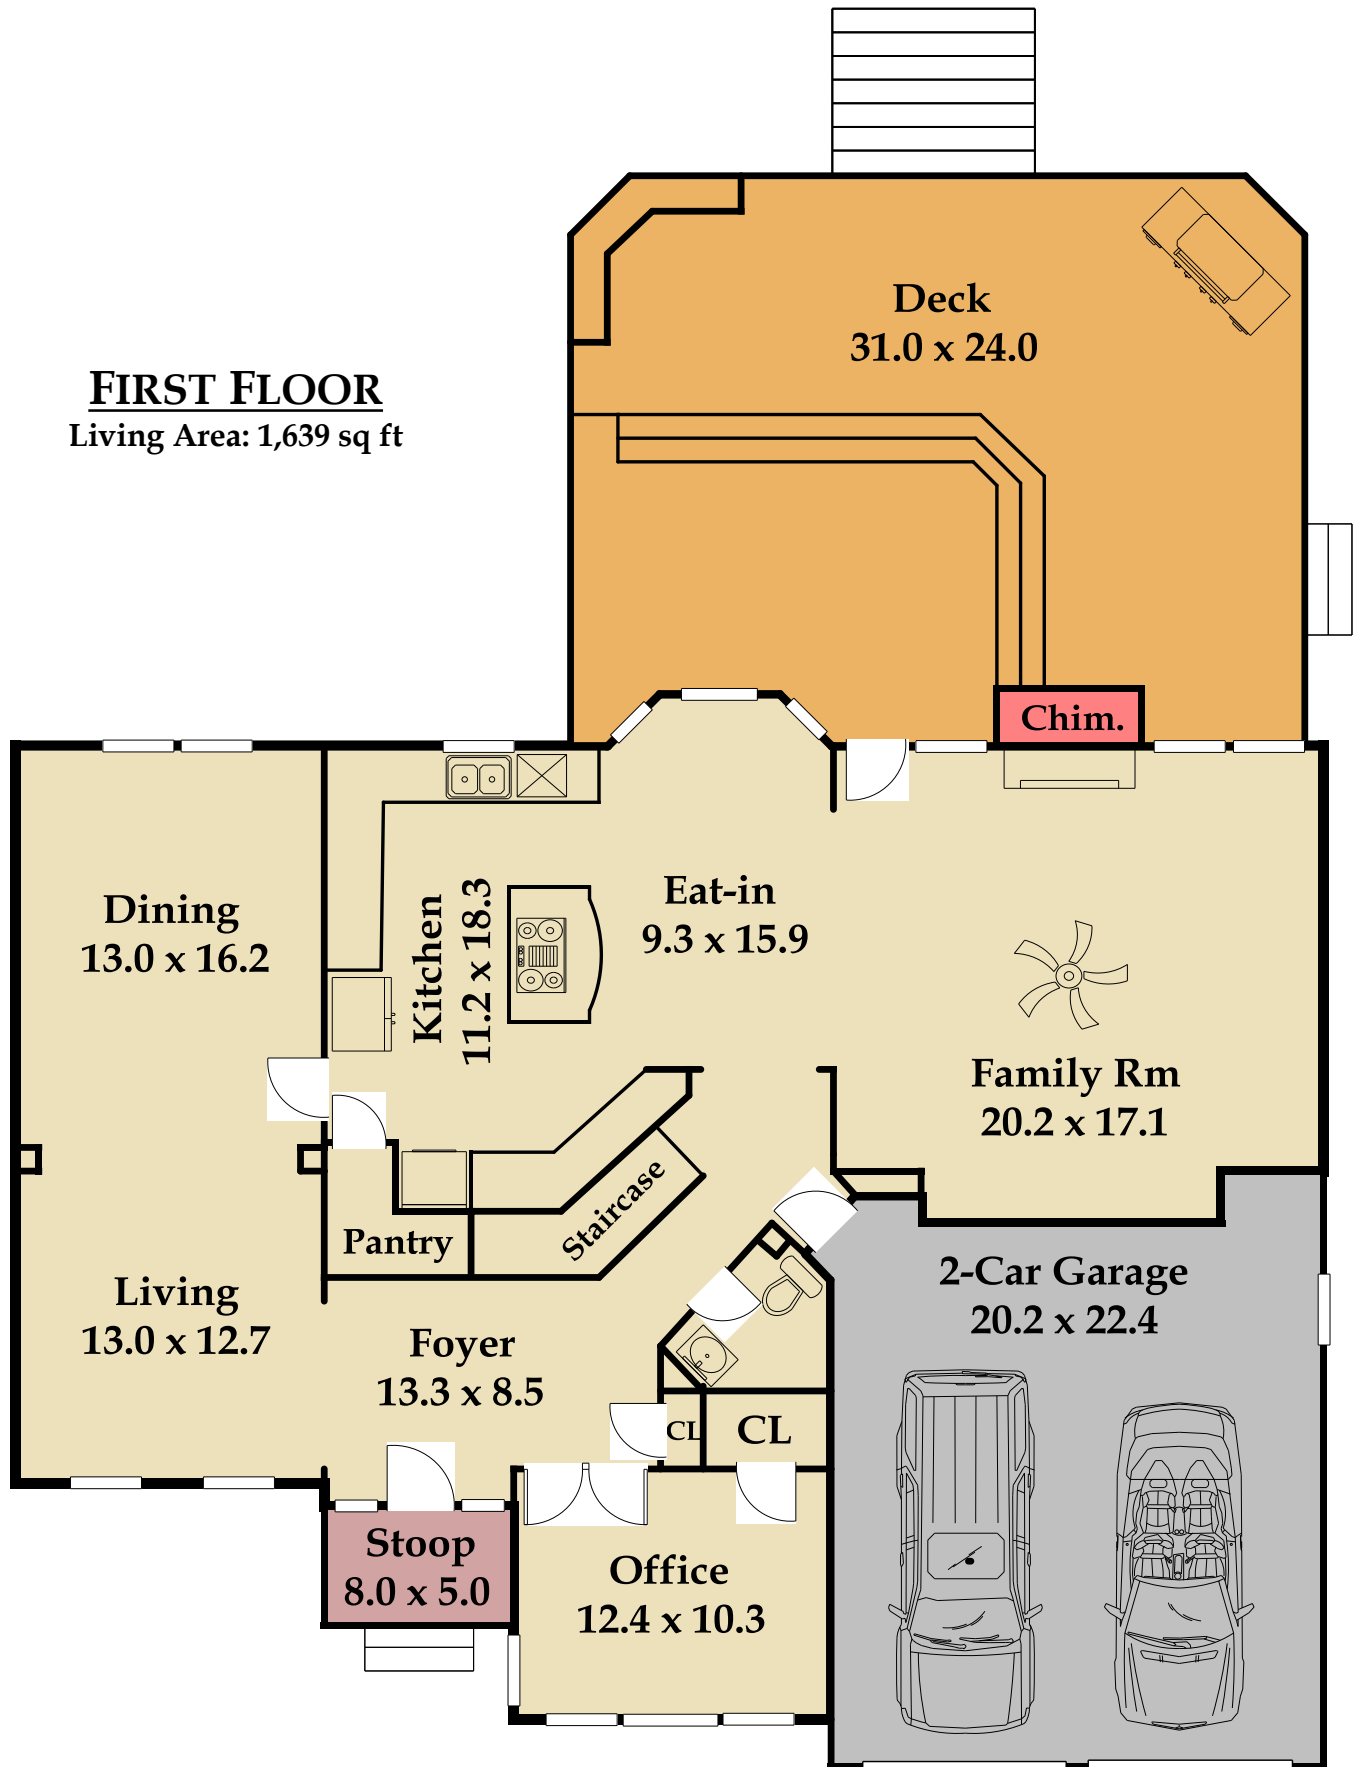 Deck
31.0 x 24.0
FIRST FLOOR
Living Area: 1,639 sq ft
Chim.
Dining
13.0 x 16.2
Kitchen
11.2 x 18.3
Eat-in
9.3 x 15.9
Family Rm
20.2 x 17.1
Pantry
Staircase
2-Car Garage
20.2 x 22.4
Living
13.0 x 12.7
Foyer
13.3 x 8.5
CL
CL
Stoop
8.0 x 5.0
Office
12.4 x 10.3